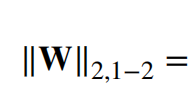 ‖𝐖‖₂,₁₋₂ =